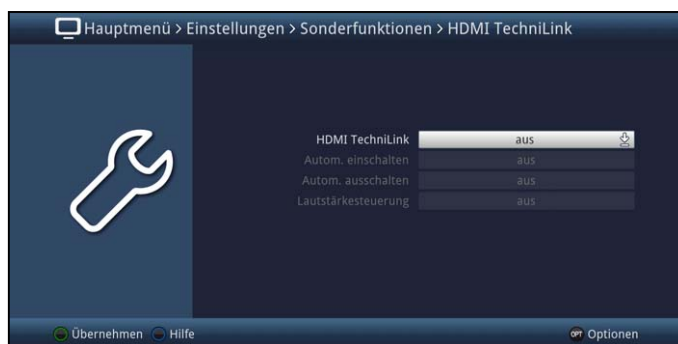 Hauptmenü > Einstellungen > Sonderfunktionen > HDMI TechniLink
HDMI TechniLink aus
Autom. einschalten aus
Autom. ausschalten aus
Lautstärkesteuerung aus
Übernehmen Hilfe OPT Optionen